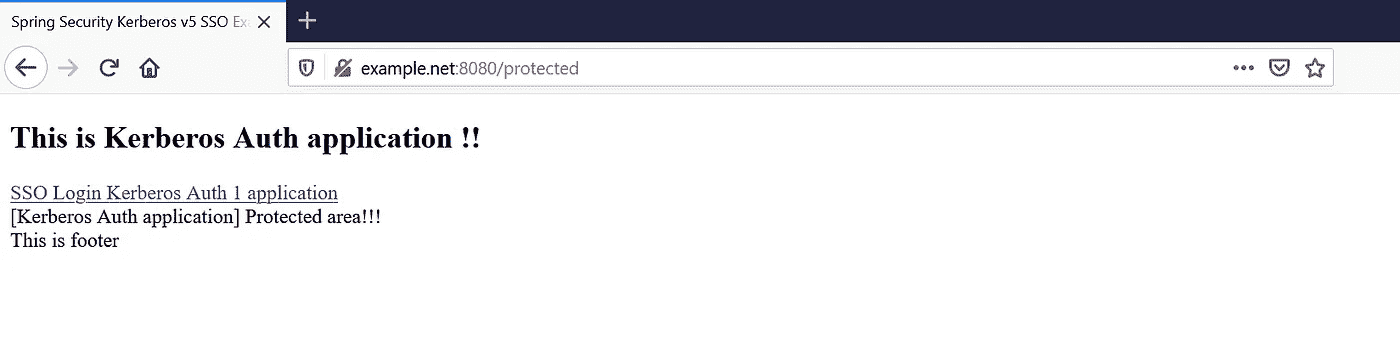 Spring Security Kerberos v5 SSO Ex
example.net:8080/protected
This is Kerberos Auth application !!
SSO Login Kerberos Auth 1 application
[Kerberos Auth application] Protected area!!!
This is footer